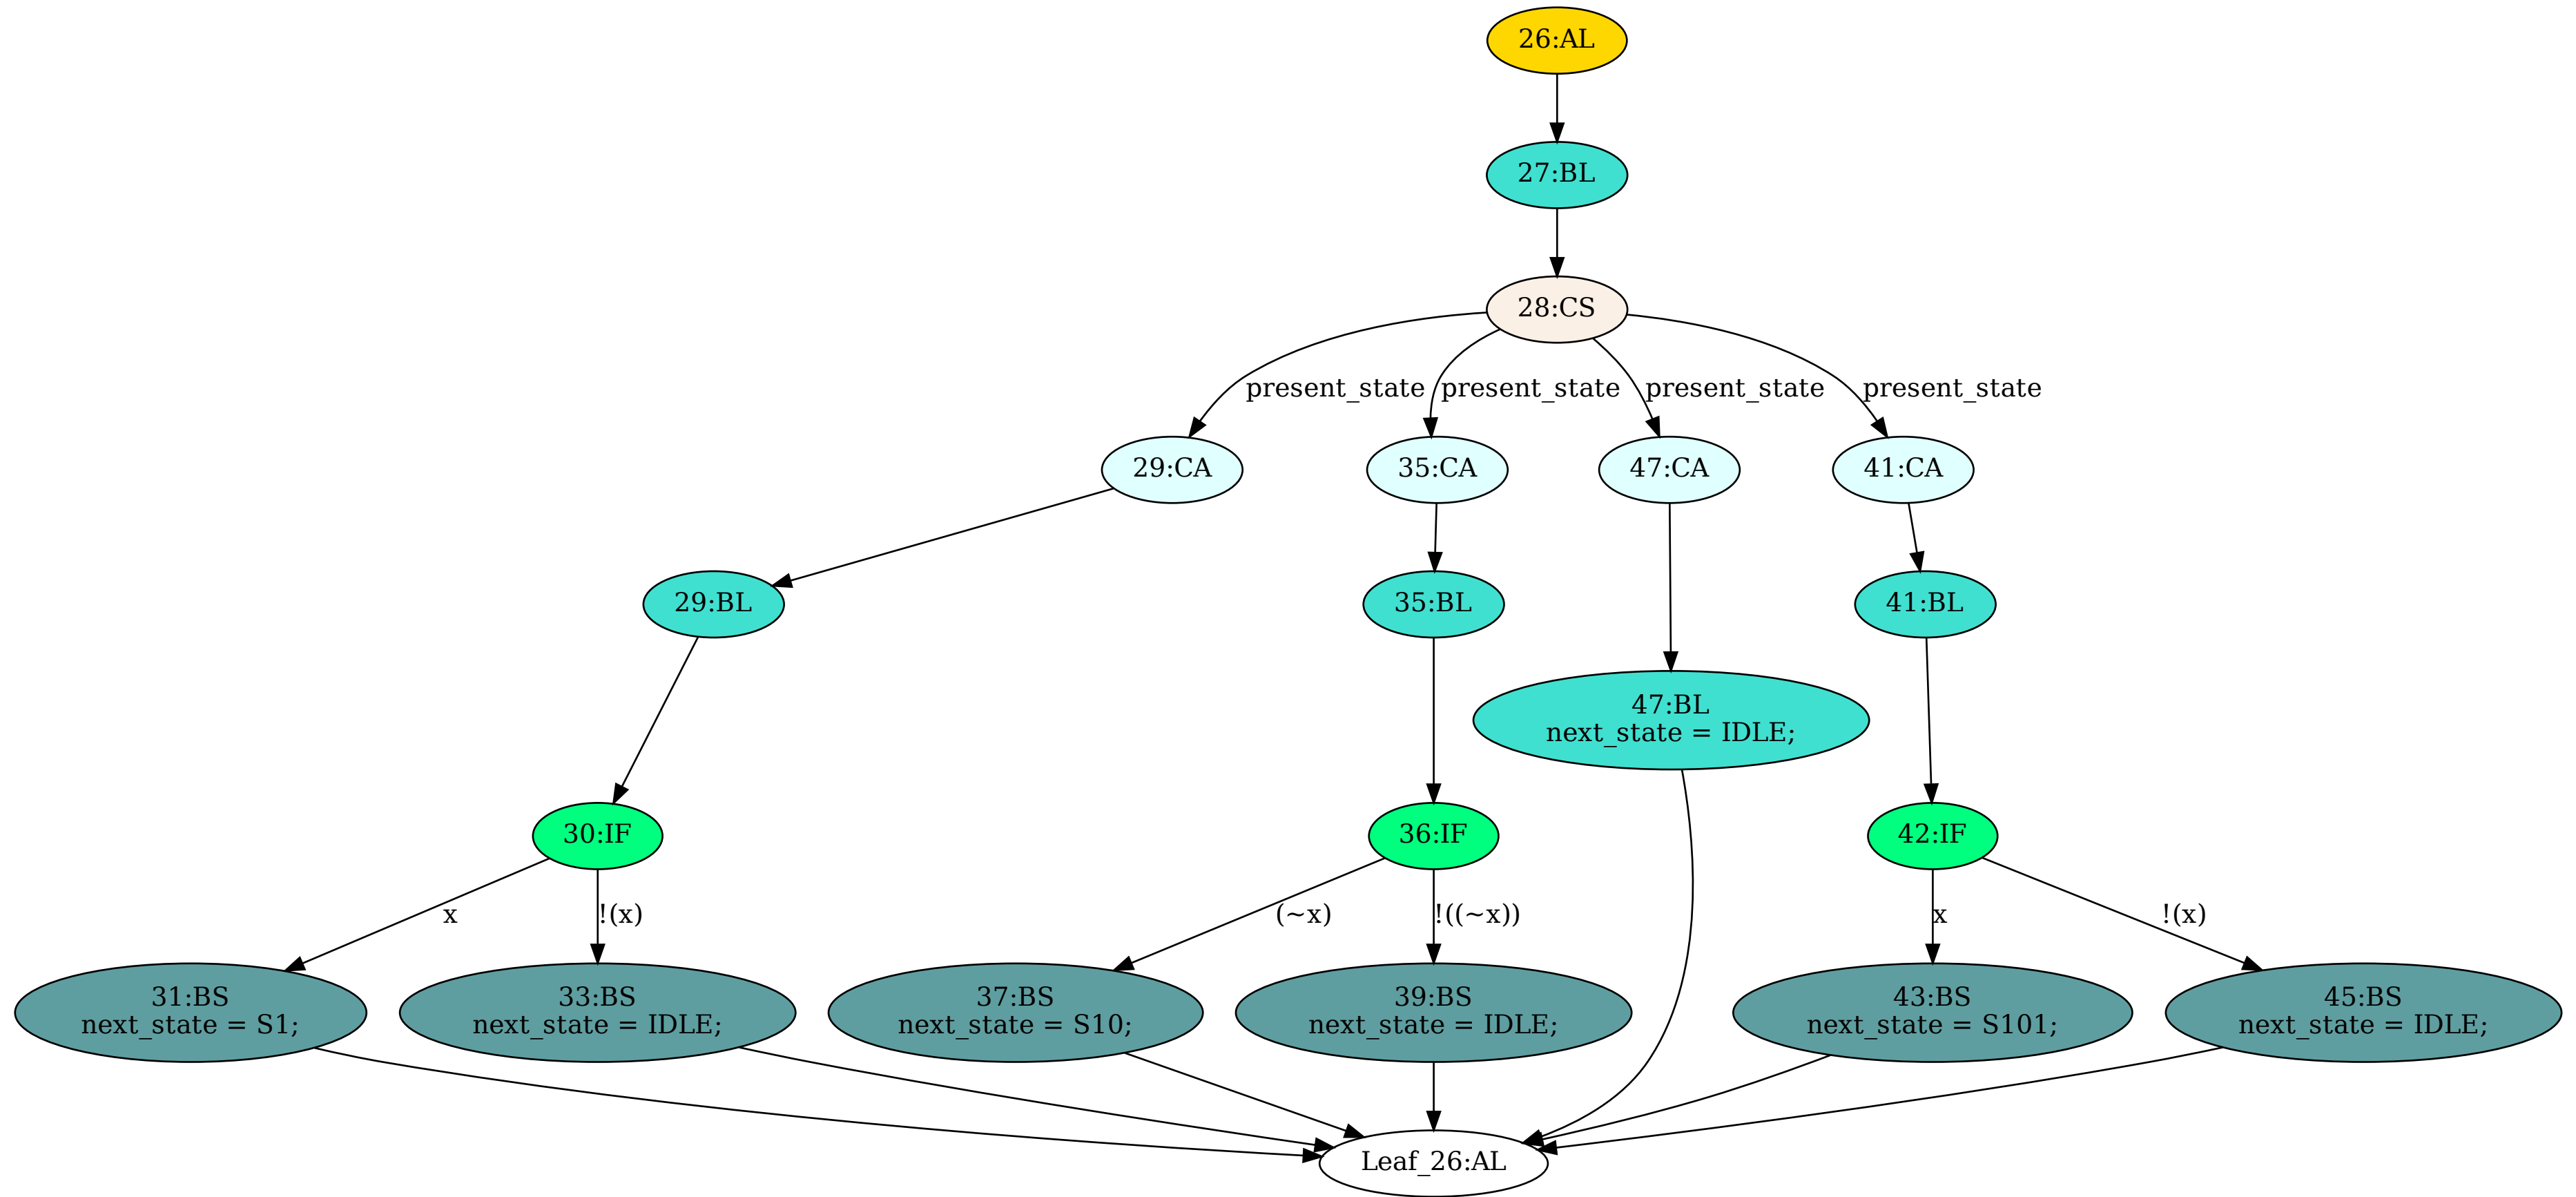 26:AL
27:BL
28:CS
present_state
present_state
present_state
present_state
29:CA
35:CA
47:CA
41:CA
29:BL
35:BL
41:BL
47:BL
next_state = IDLE;
30:IF
36:IF
42:IF
x
!(x)
(~x)
!((~x))
x
!(x)
31:BS
next_state = S1;
33:BS
next_state = IDLE;
37:BS
next_state = S10;
39:BS
next_state = IDLE;
43:BS
next_state = S101;
45:BS
next_state = IDLE;
Leaf_26:AL